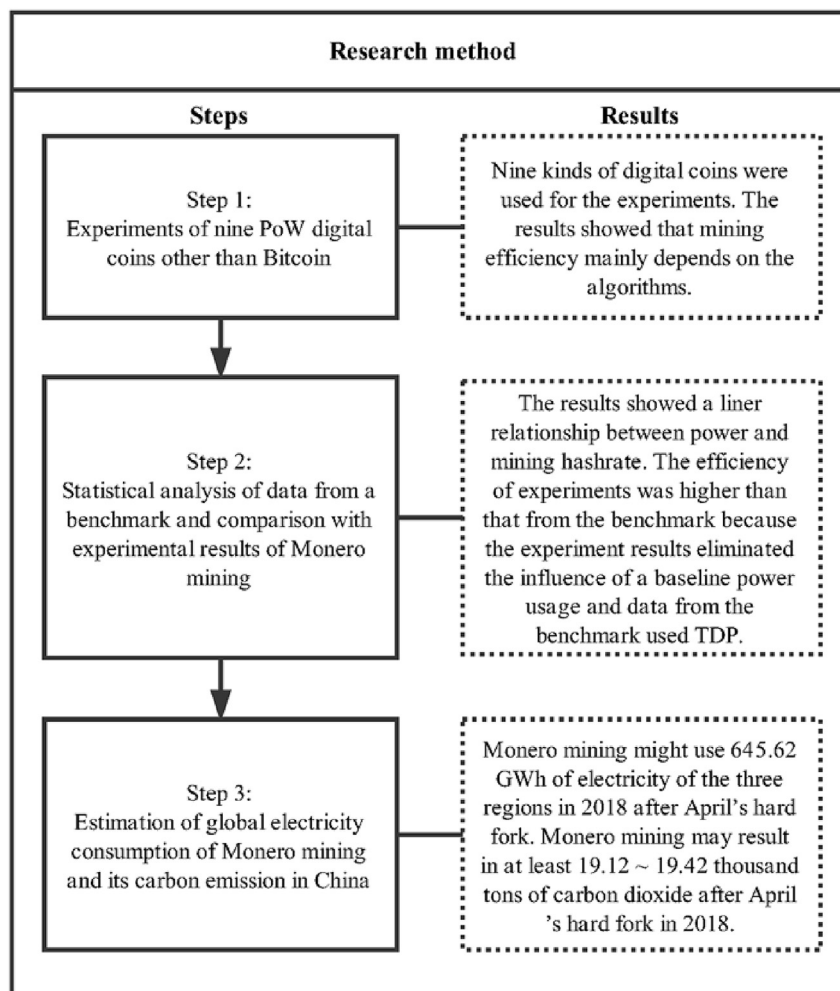 Research method
Steps
Results
Step 1:
Experiments of nine PoW digital
coins other than Bitcoin
Nine kinds of digital coins were
used for the experiments. The
results showed that mining
efficiency mainly depends on the
algorithms.
Step 2:
Statistical analysis of data from a
benchmark and comparison with
experimental results of Monero
mining
The results showed a liner
relationship between power and
mining hashrate. The efficiency
of experiments was higher than
that from the benchmark because
the experiment results eliminated
the influence of a baseline power
usage and data from the
benchmark used TDP.
Step 3:
Estimation of global electricity
consumption of Monero mining
and its carbon emission in China
Monero mining might use 645.62
GWh of electricity of the three
regions in 2018 after April’s hard
fork. Monero mining may result
in at least 19.12 ~ 19.42 thousand
tons of carbon dioxide after April
’s hard fork in 2018.